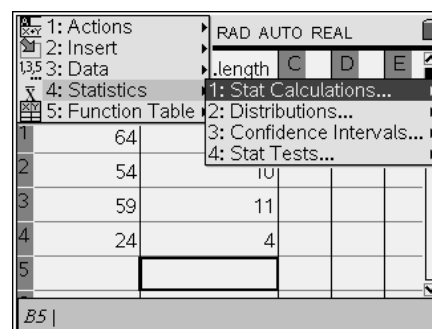 1: Actions
RAD AUTO REAL
2: Insert
3: Data
.length C D E
4: Statistics
1: Stat Calculations...
5: Function Table
2: Distributions...
3: Confidence Intervals...
4: Stat Tests...
1 64
2 54 10
3 59 11
4 24 4
5
B5